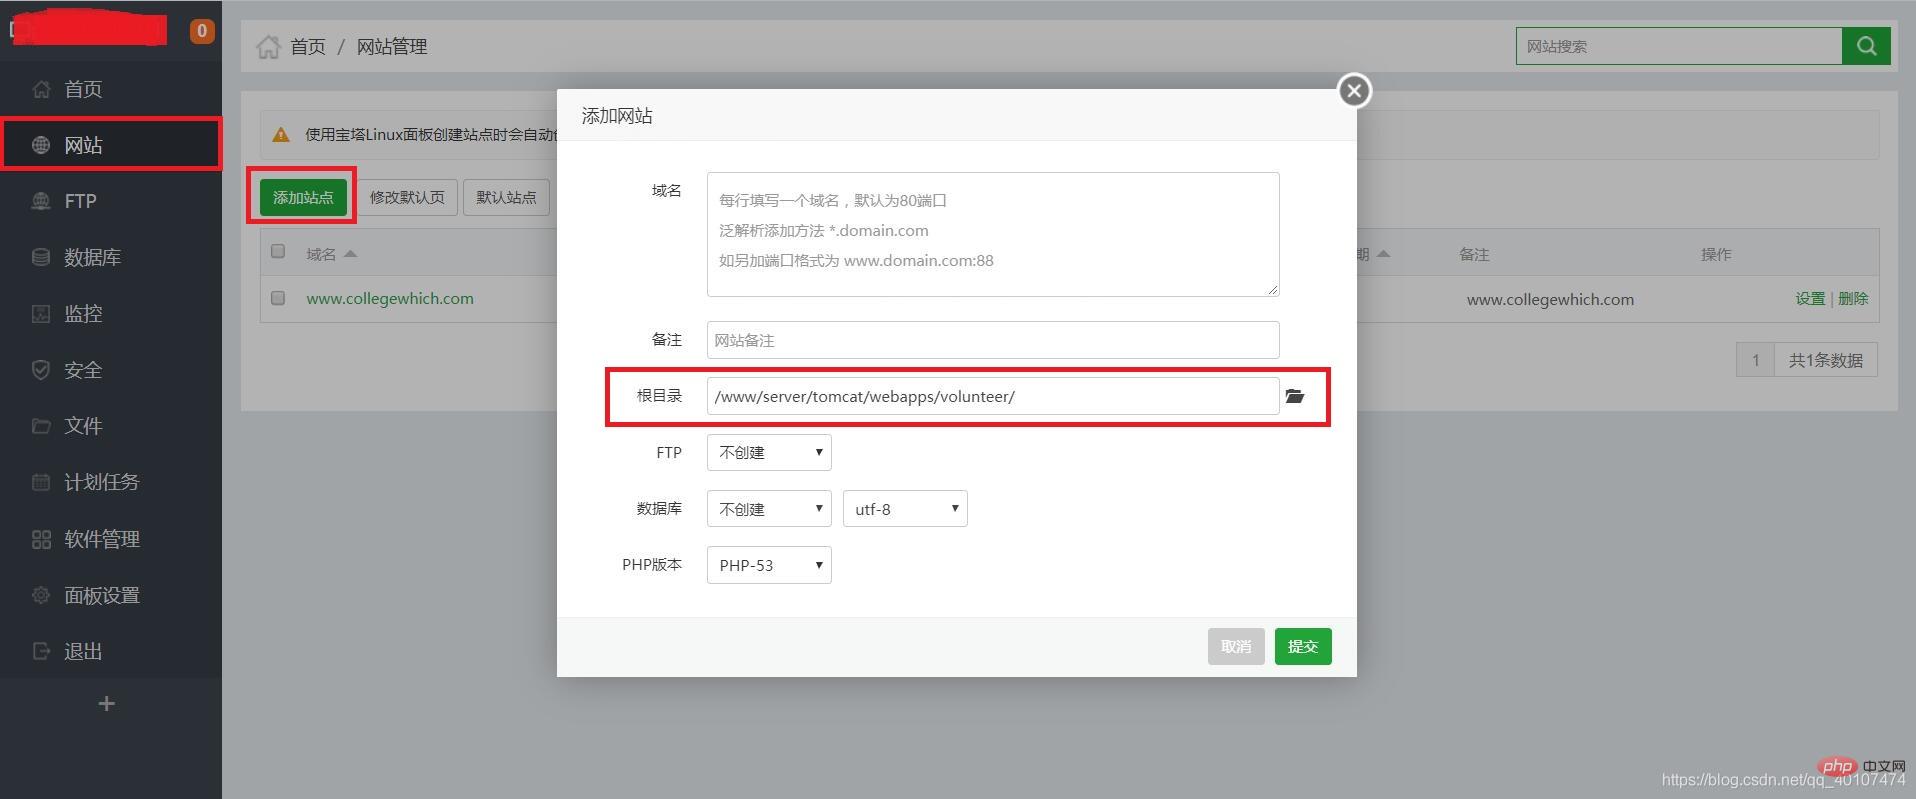 0
首页
网站
FTP
数据库
监控
安全
文件
计划任务
软件管理
面板设置
退出
+
首页 / 网站管理
网站搜索
使用宝塔Linux面板创建站点时会自动
添加站点 修改默认页 默认站点
域名 期 备注 操作
www.collegewhich.com www.collegewhich.com 设置 | 删除
1 共1条数据
添加网站
域名
每行填写一个域名，默认为80端口
泛解析添加方法 *.domain.com
如另加端口格式为 www.domain.com:88
备注 网站备注
根目录 /www/server/tomcat/webapps/volunteer/
FTP 不创建
数据库 不创建 utf-8
PHP版本 PHP-53
取消 提交
php 中文网
https://blog.csdn.net/qq_40107474